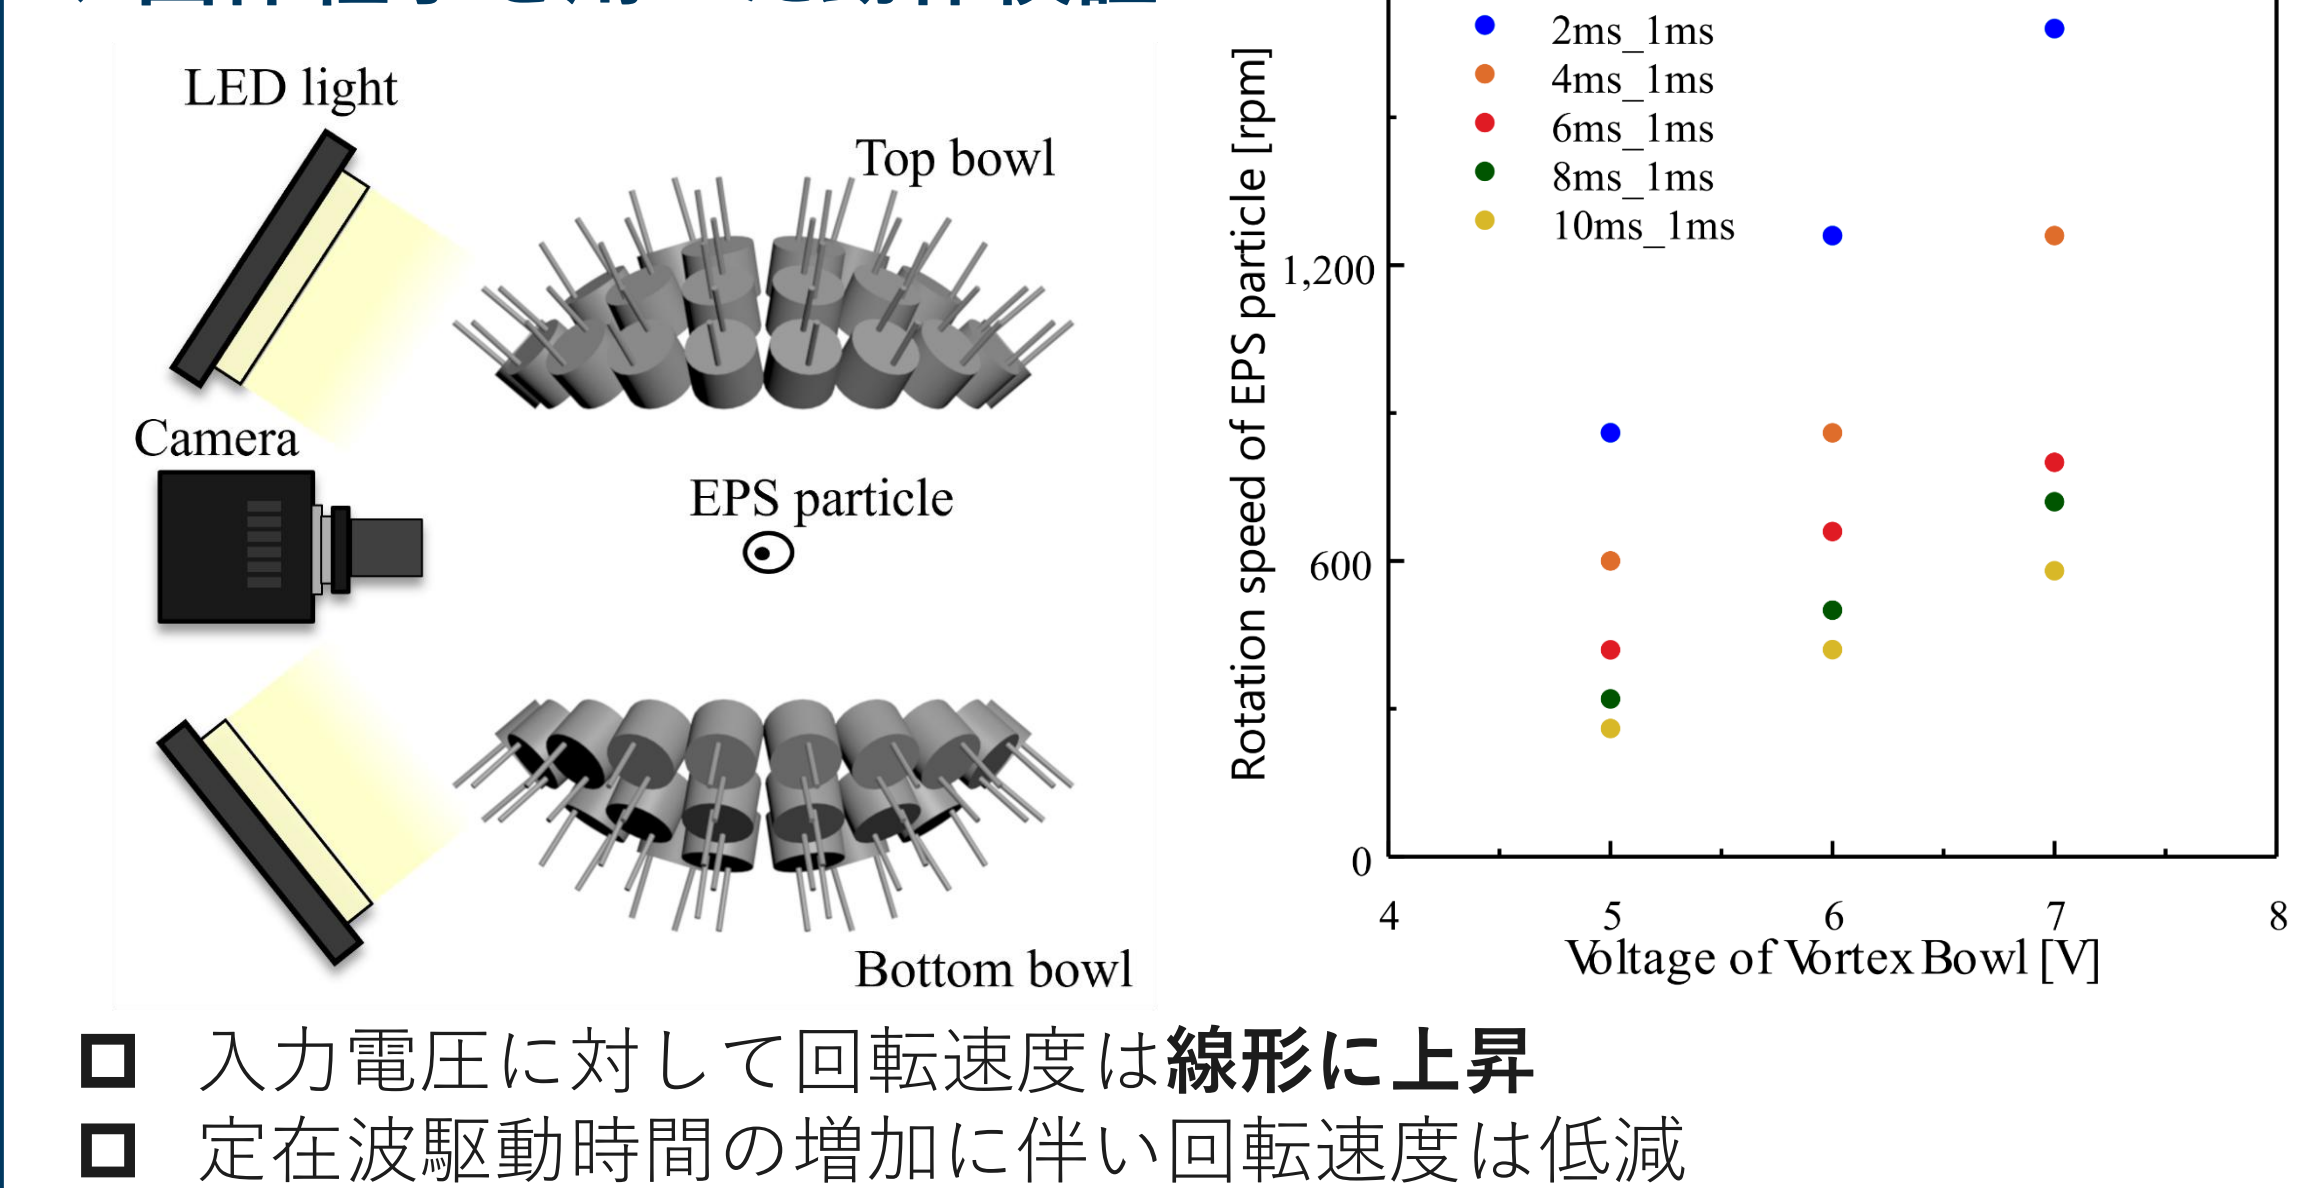 LED light
Top bowl
Camera
EPS particle
Bottom bowl
2ms_1ms
4ms_1ms
6ms_1ms
8ms_1ms
10ms_1ms
Rotation speed of EPS particle [rpm]
1,200
600
0
4 5 6 7 8
Voltage of Vortex Bowl [V]
入力電圧に対して回転速度は線形に上昇
定在波駆動時間の増加に伴い回転速度は低減